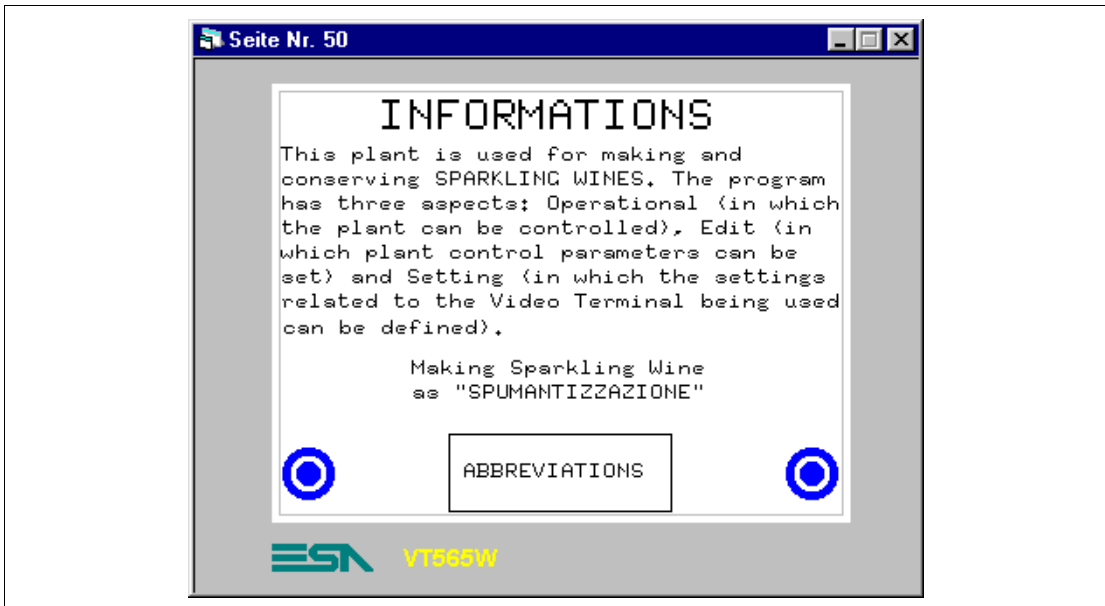 Seite Nr. 50
INFORMATIONS
This plant is used for making and
conserving SPARKLING WINES. The program
has three aspects: Operational (in which
the plant can be controlled), Edit (in
which plant control parameters can be
set) and Setting (in which the settings
related to the Video Terminal being used
can be defined).
Making Sparkling Wine
as "SPUMANTIZZAZIONE"
ABBREVIATIONS
ESA VT565W